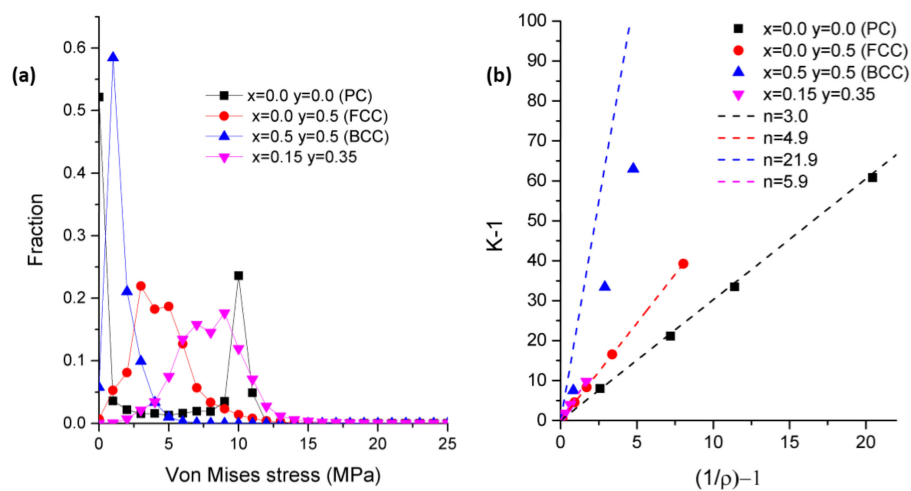 (a)
Fraction
0.6
0.5
0.4
0.3
0.2
0.1
0.0
x=0.0 y=0.0 (PC)
x=0.0 y=0.5 (FCC)
x=0.5 y=0.5 (BCC)
x=0.15 y=0.35
0 5 10 15 20 25
Von Mises stress (MPa)
(b)
K-1
100
90
80
70
60
50
40
30
20
10
0
x=0.0 y=0.0 (PC)
x=0.0 y=0.5 (FCC)
x=0.5 y=0.5 (BCC)
x=0.15 y=0.35
n=3.0
n=4.9
n=21.9
n=5.9
0 5 10 15 20
(1/ρ)−1